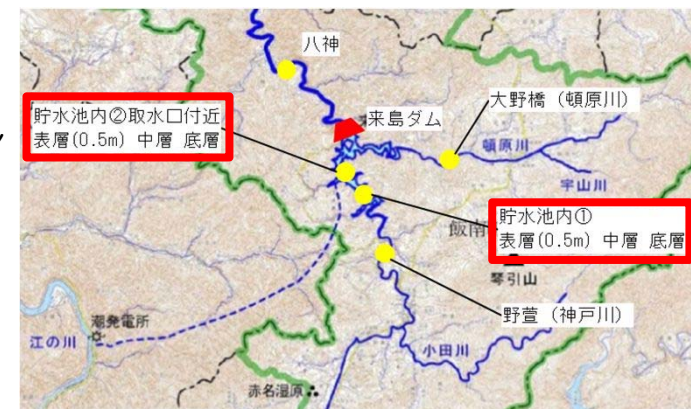 八神
貯水池内②取水口付近
表層(0.5m) 中層 底層
来島ダム
大野橋（頓原川）
頓原川
宇山川
貯水池内①
表層(0.5m) 中層 底層
飯南
琴引山
野萱（神戸川）
潮発電所
江の川
小田川
赤名湿原